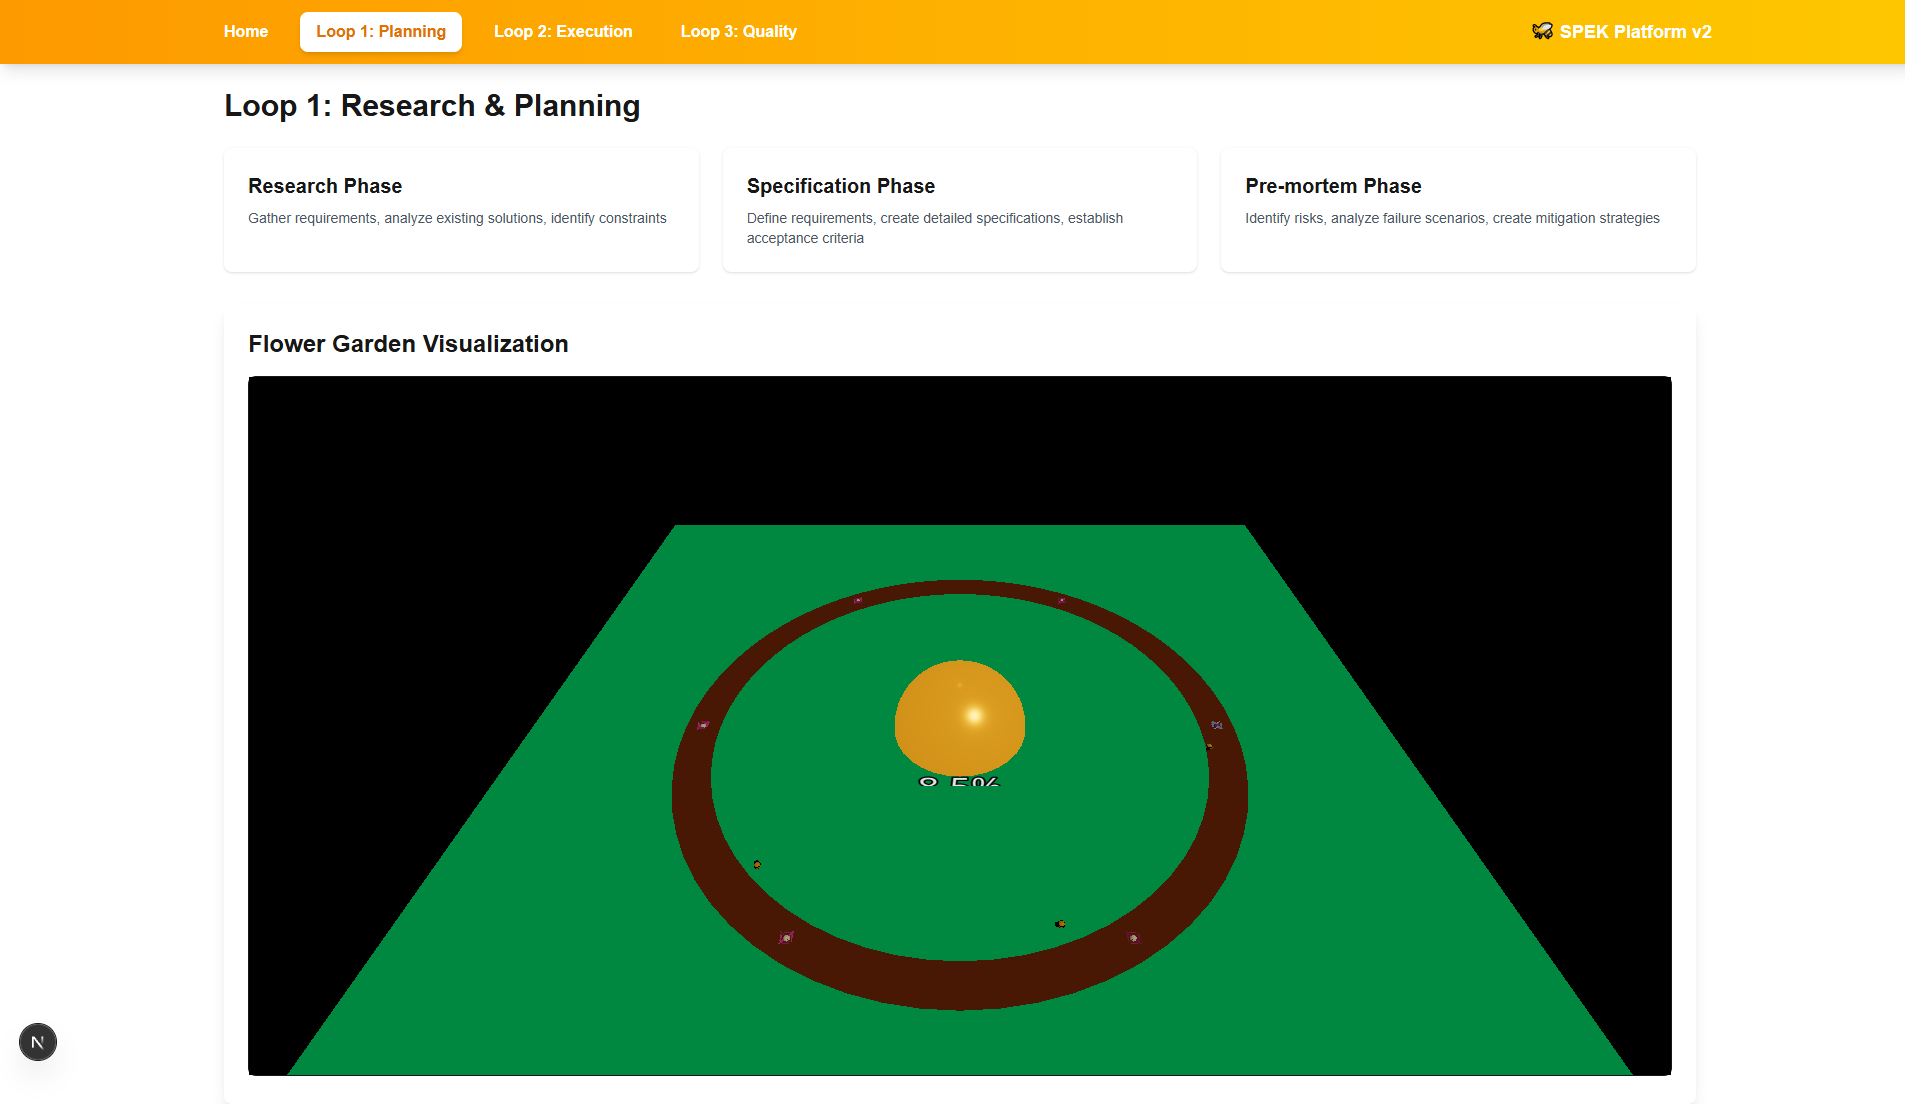 Home
Loop 1: Planning
Loop 2: Execution
Loop 3: Quality
SPEK Platform v2
Loop 1: Research & Planning
Research Phase
Gather requirements, analyze existing solutions, identify constraints
Specification Phase
Define requirements, create detailed specifications, establish
acceptance criteria
Pre-mortem Phase
Identify risks, analyze failure scenarios, create mitigation strategies
Flower Garden Visualization
N